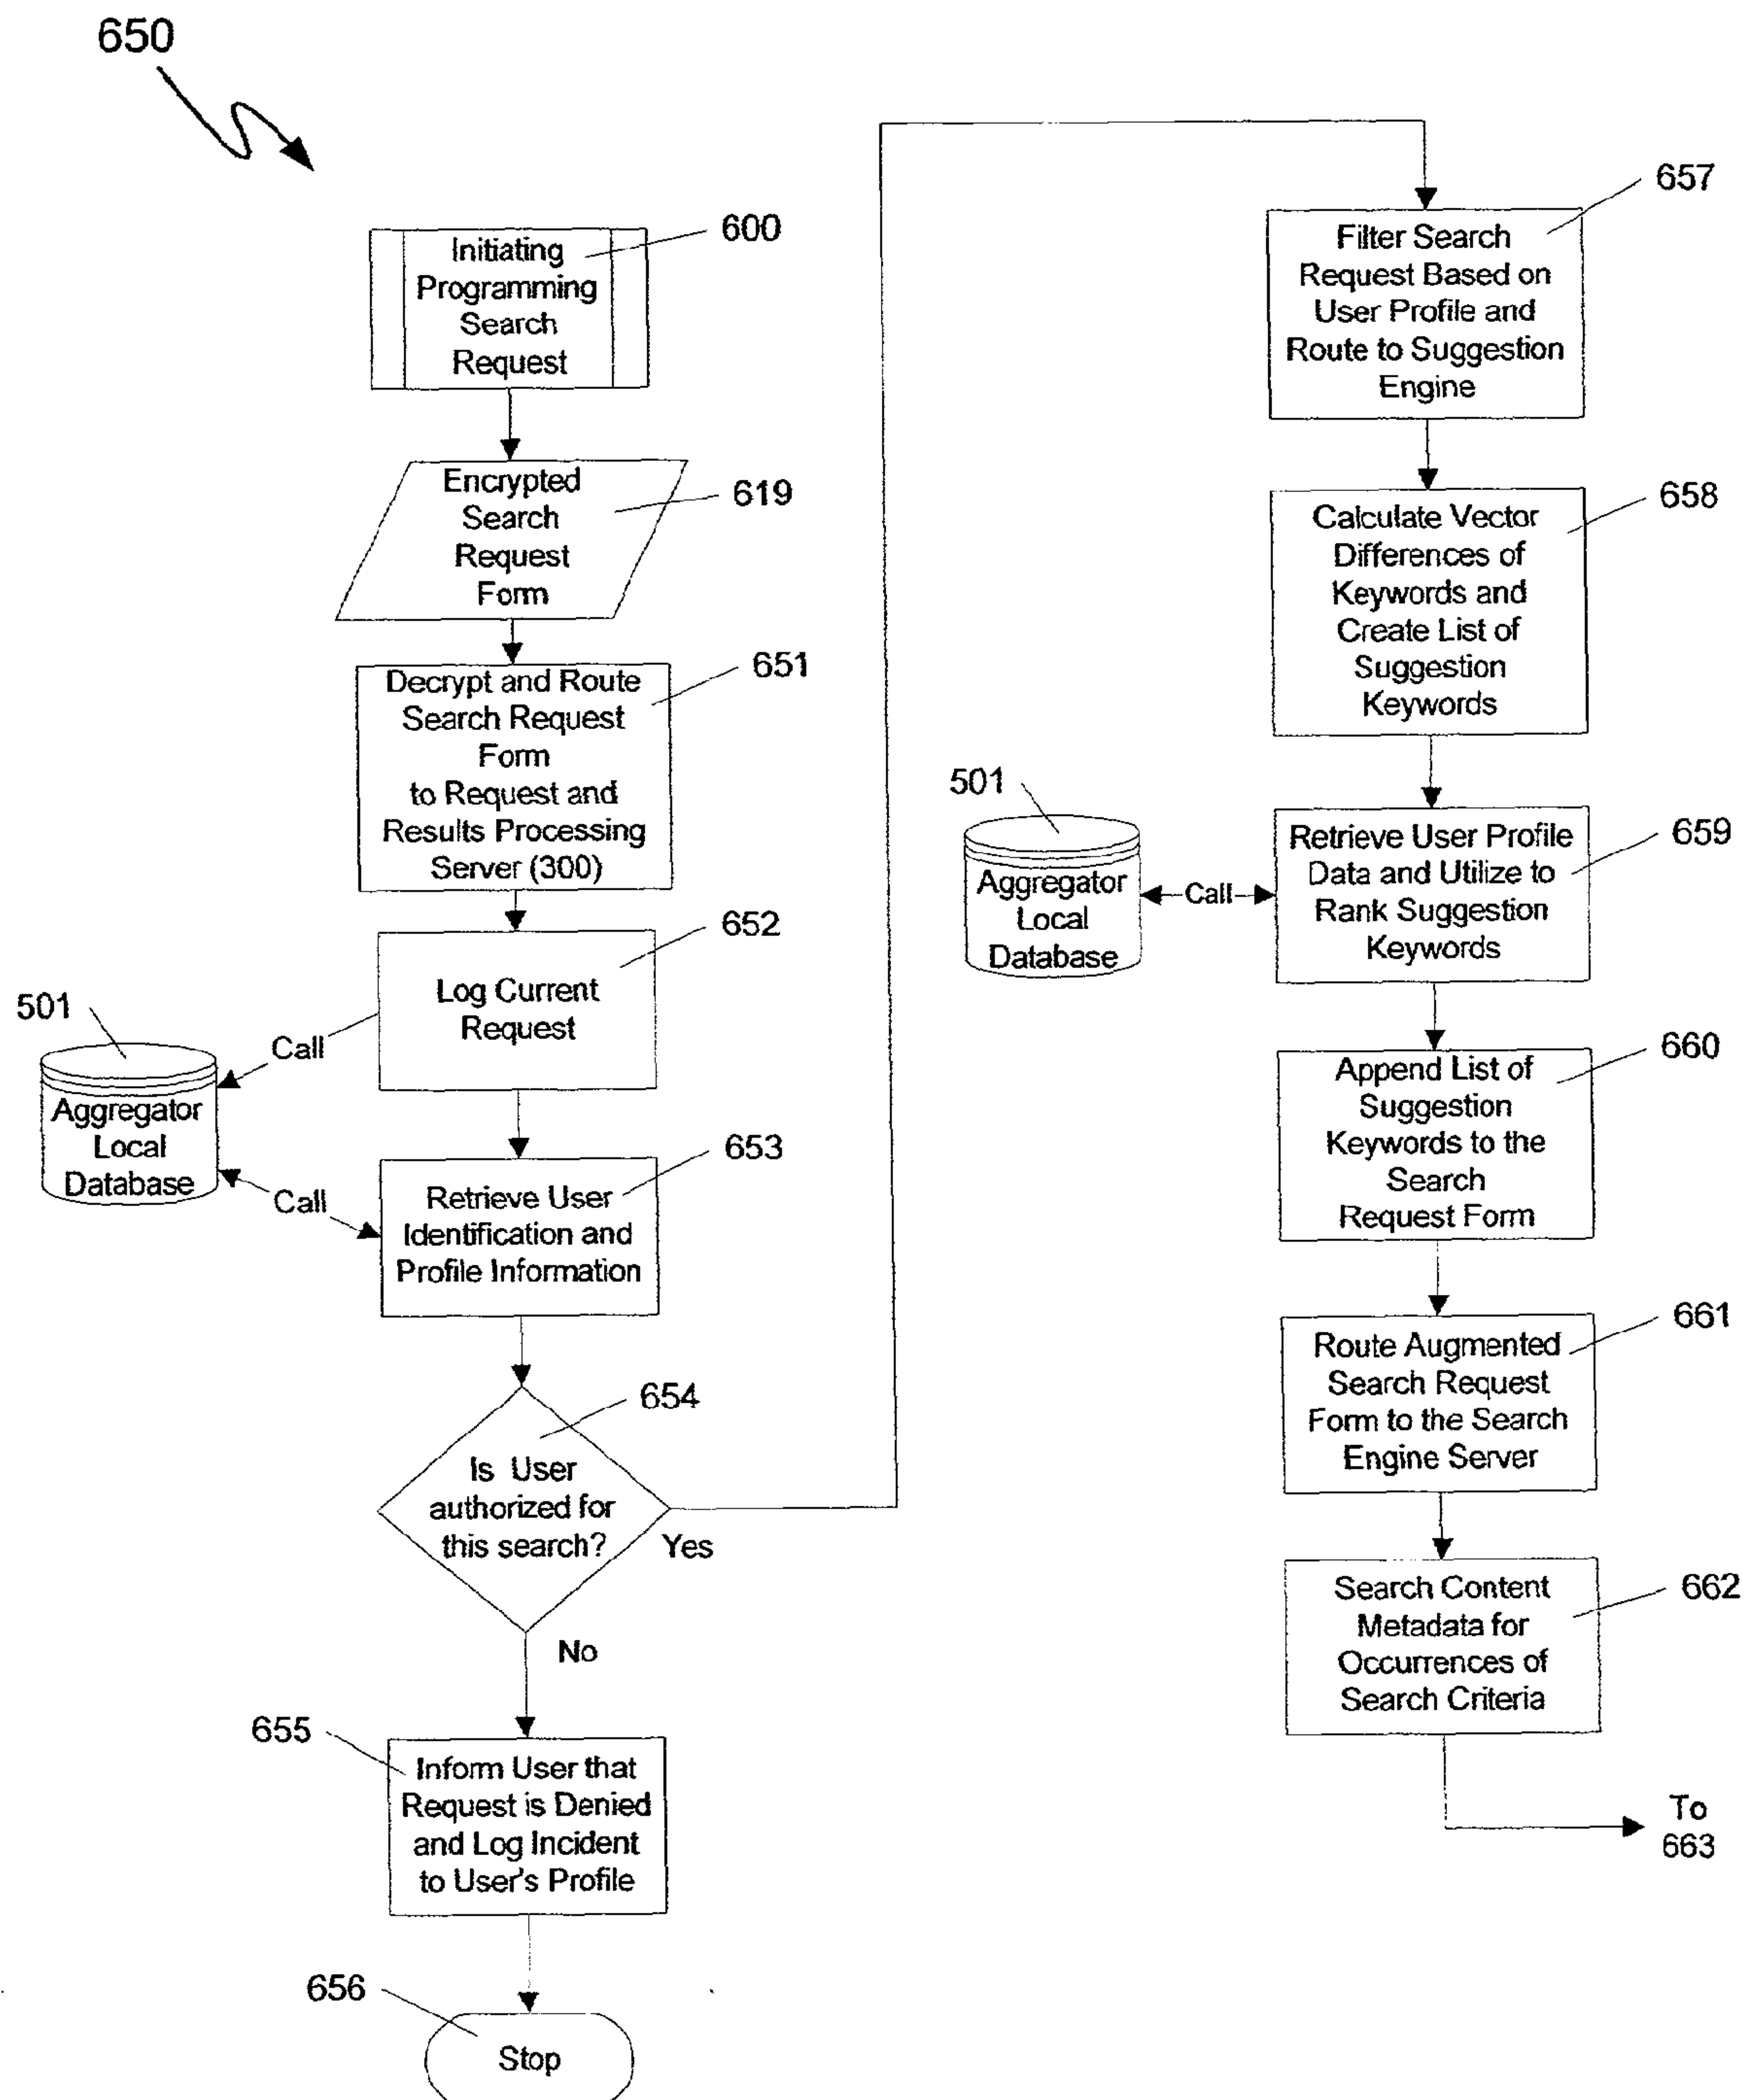 650
600
Initiating
Programming
Search
Request
619
Encrypted
Search
Request
Form
651
Decrypt and Route
Search Request
Form
to Request and
Results Processing
Server (300)
652
Log Current
Request
501
Call
Aggregator
Local
Database
Call
653
Retrieve User
Identification and
Profile Information
654
Is User
authorized for
this search?
Yes
No
655
Inform User that
Request is Denied
and Log Incident
to User's Profile
656
Stop
657
Filter Search
Request Based on
User Profile and
Route to Suggestion
Engine
658
Calculate Vector
Differences of
Keywords and
Create List of
Suggestion
Keywords
501
Aggregator
Local
Database
Call
659
Retrieve User Profile
Data and Utilize to
Rank Suggestion
Keywords
660
Append List of
Suggestion
Keywords to the
Search
Request Form
661
Route Augmented
Search Request
Form to the Search
Engine Server
662
Search Content
Metadata for
Occurrences of
Search Criteria
To
663